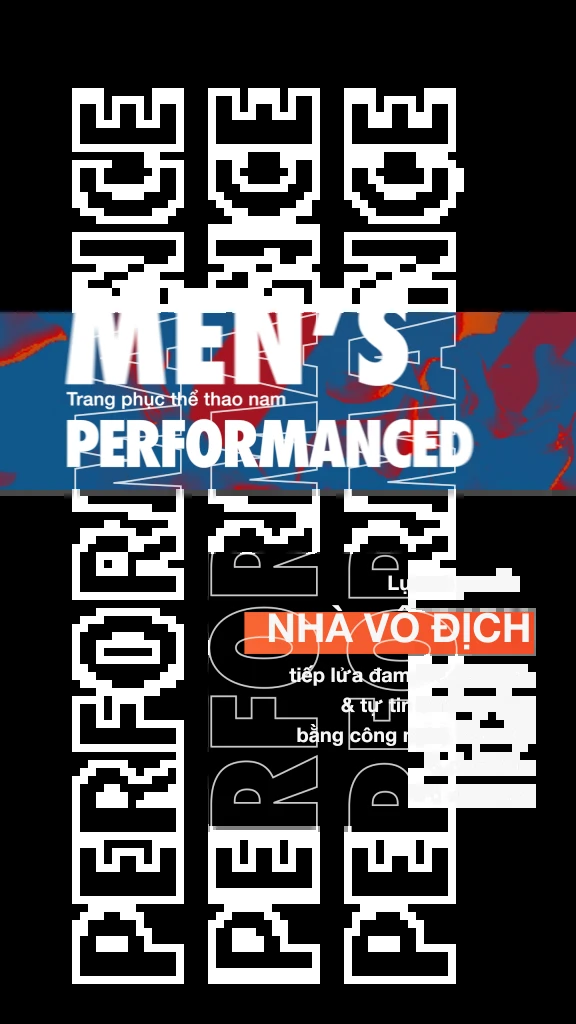 MEN'S
Trang phục thể thao nam
PERFORMANCED
NHÀ VÔ ĐỊCH
tiếp lửa đam
& tự tin
bằng công
PERFORMANCE
PERFORMANCE
PERFORMANCE